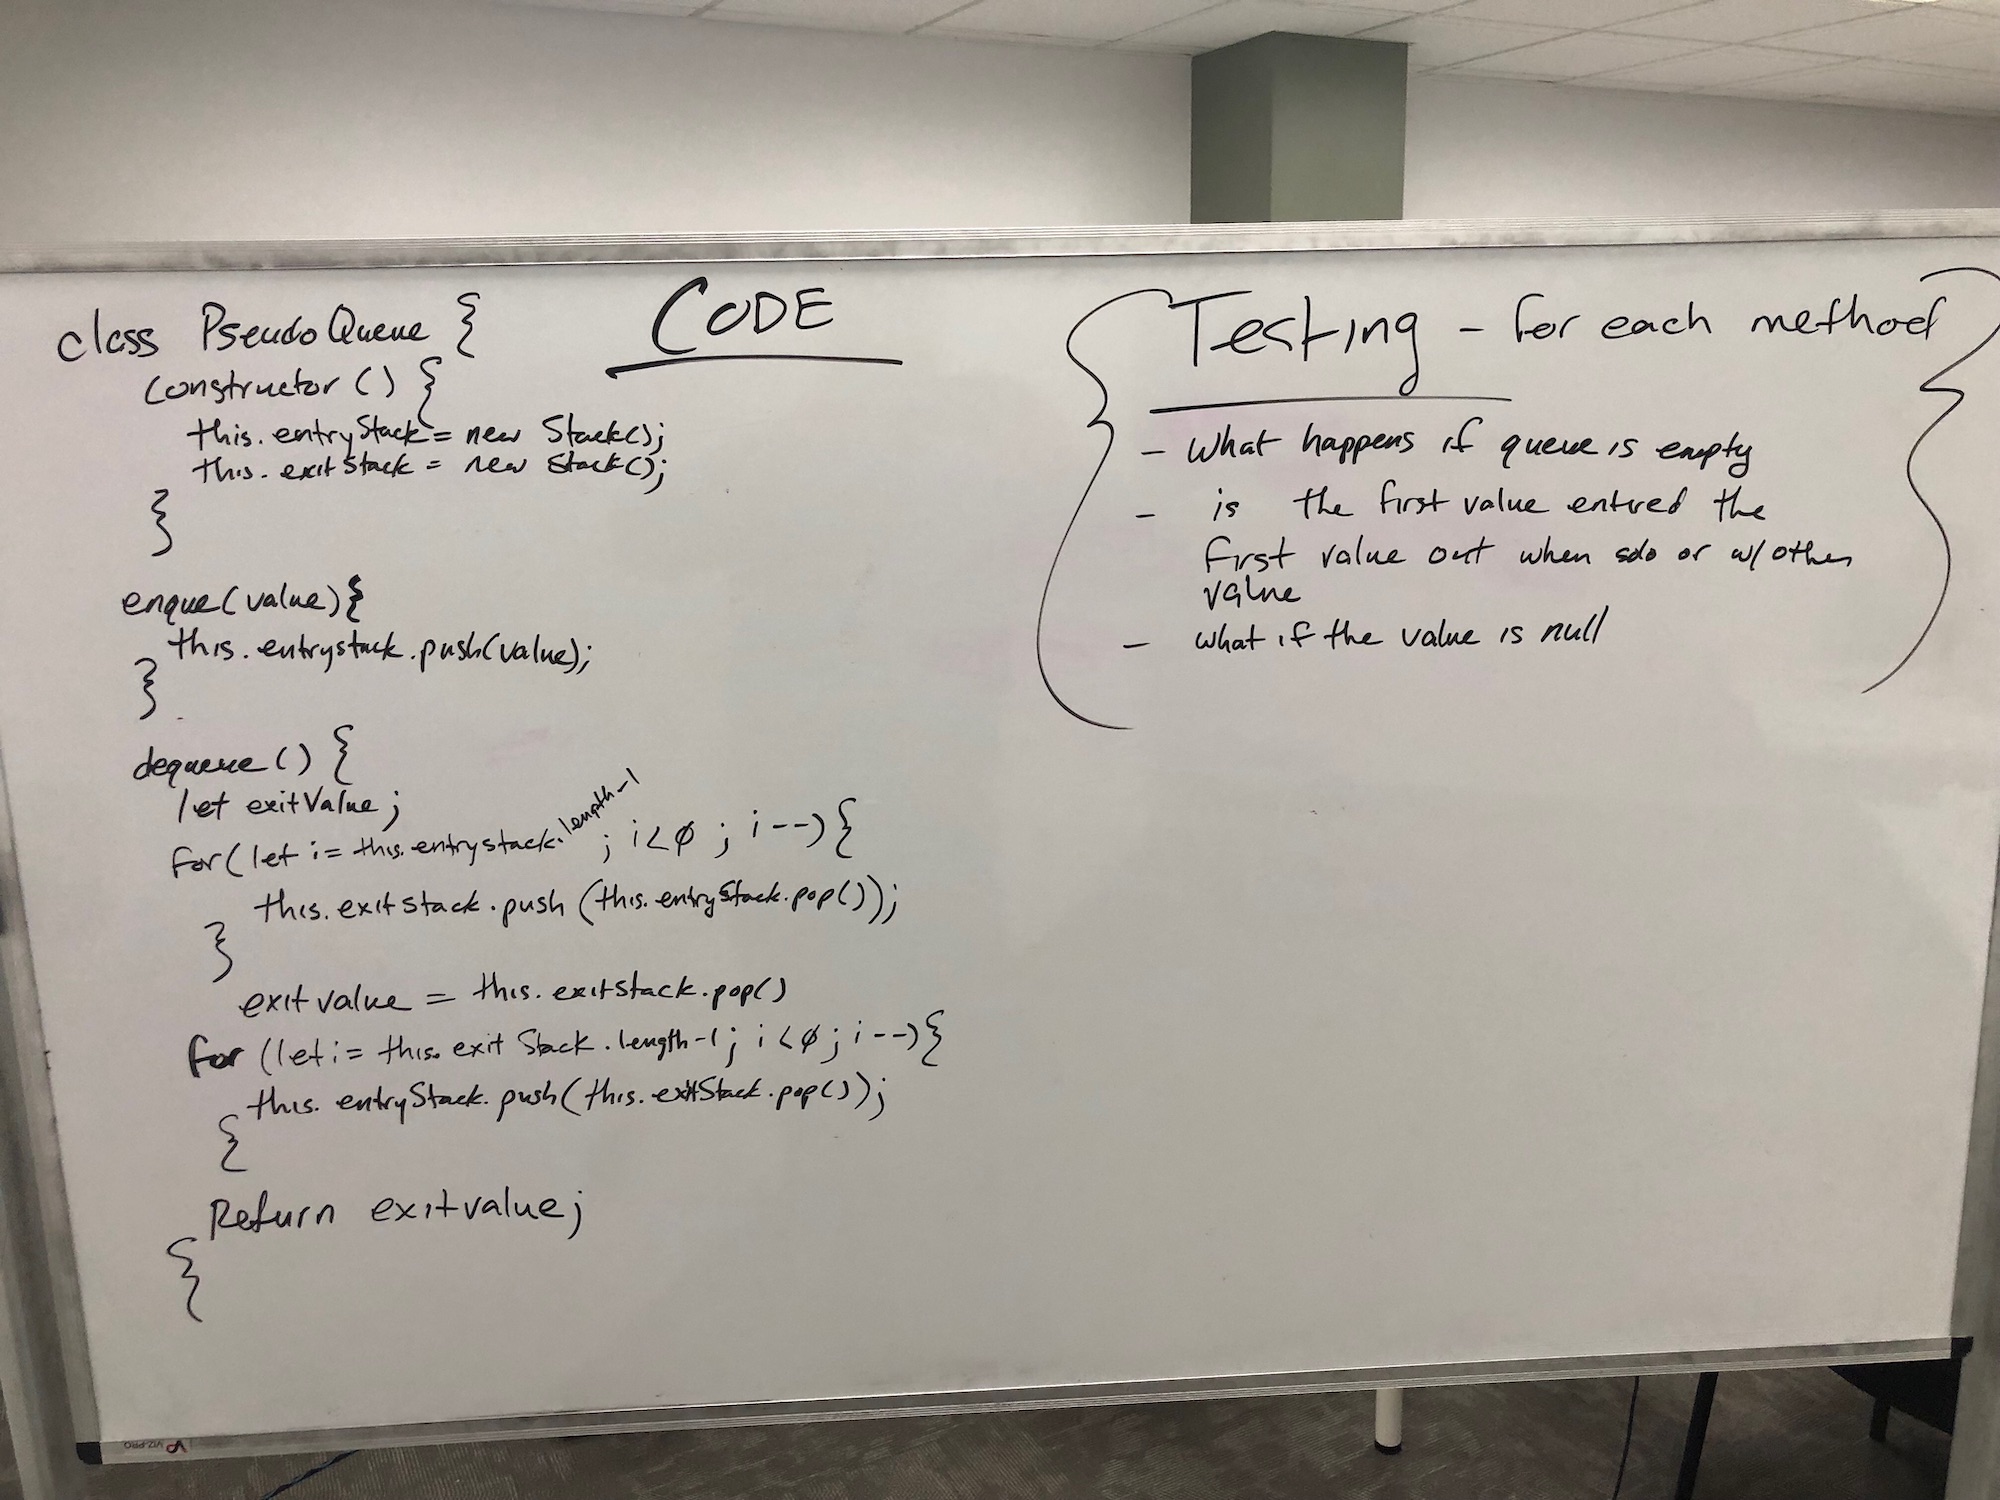 CODE
class PseudoQueue {
constructor () {
this.entryStack = new Stack();
this.exitStack = new Stack();
}
enque(value){
this.entrystack.push(value);
}
dequeue() {
let exitValue;
for(let i = this.entrystack.length-1; i<0; i--){
this.exitstack.push(this.entryStack.pop());
}
exitvalue = this.exitstack.pop()
for (let i = this.exitStack.length-1; i<0; i--){
this.entryStack.push(this.exitStack.pop());
{
Return exitvalue;
{
Testing - for each method
- What happens if queue is empty
- is the first value entered the
first value out when solo or w/other
value
- what if the value is null
VIZ-PRO